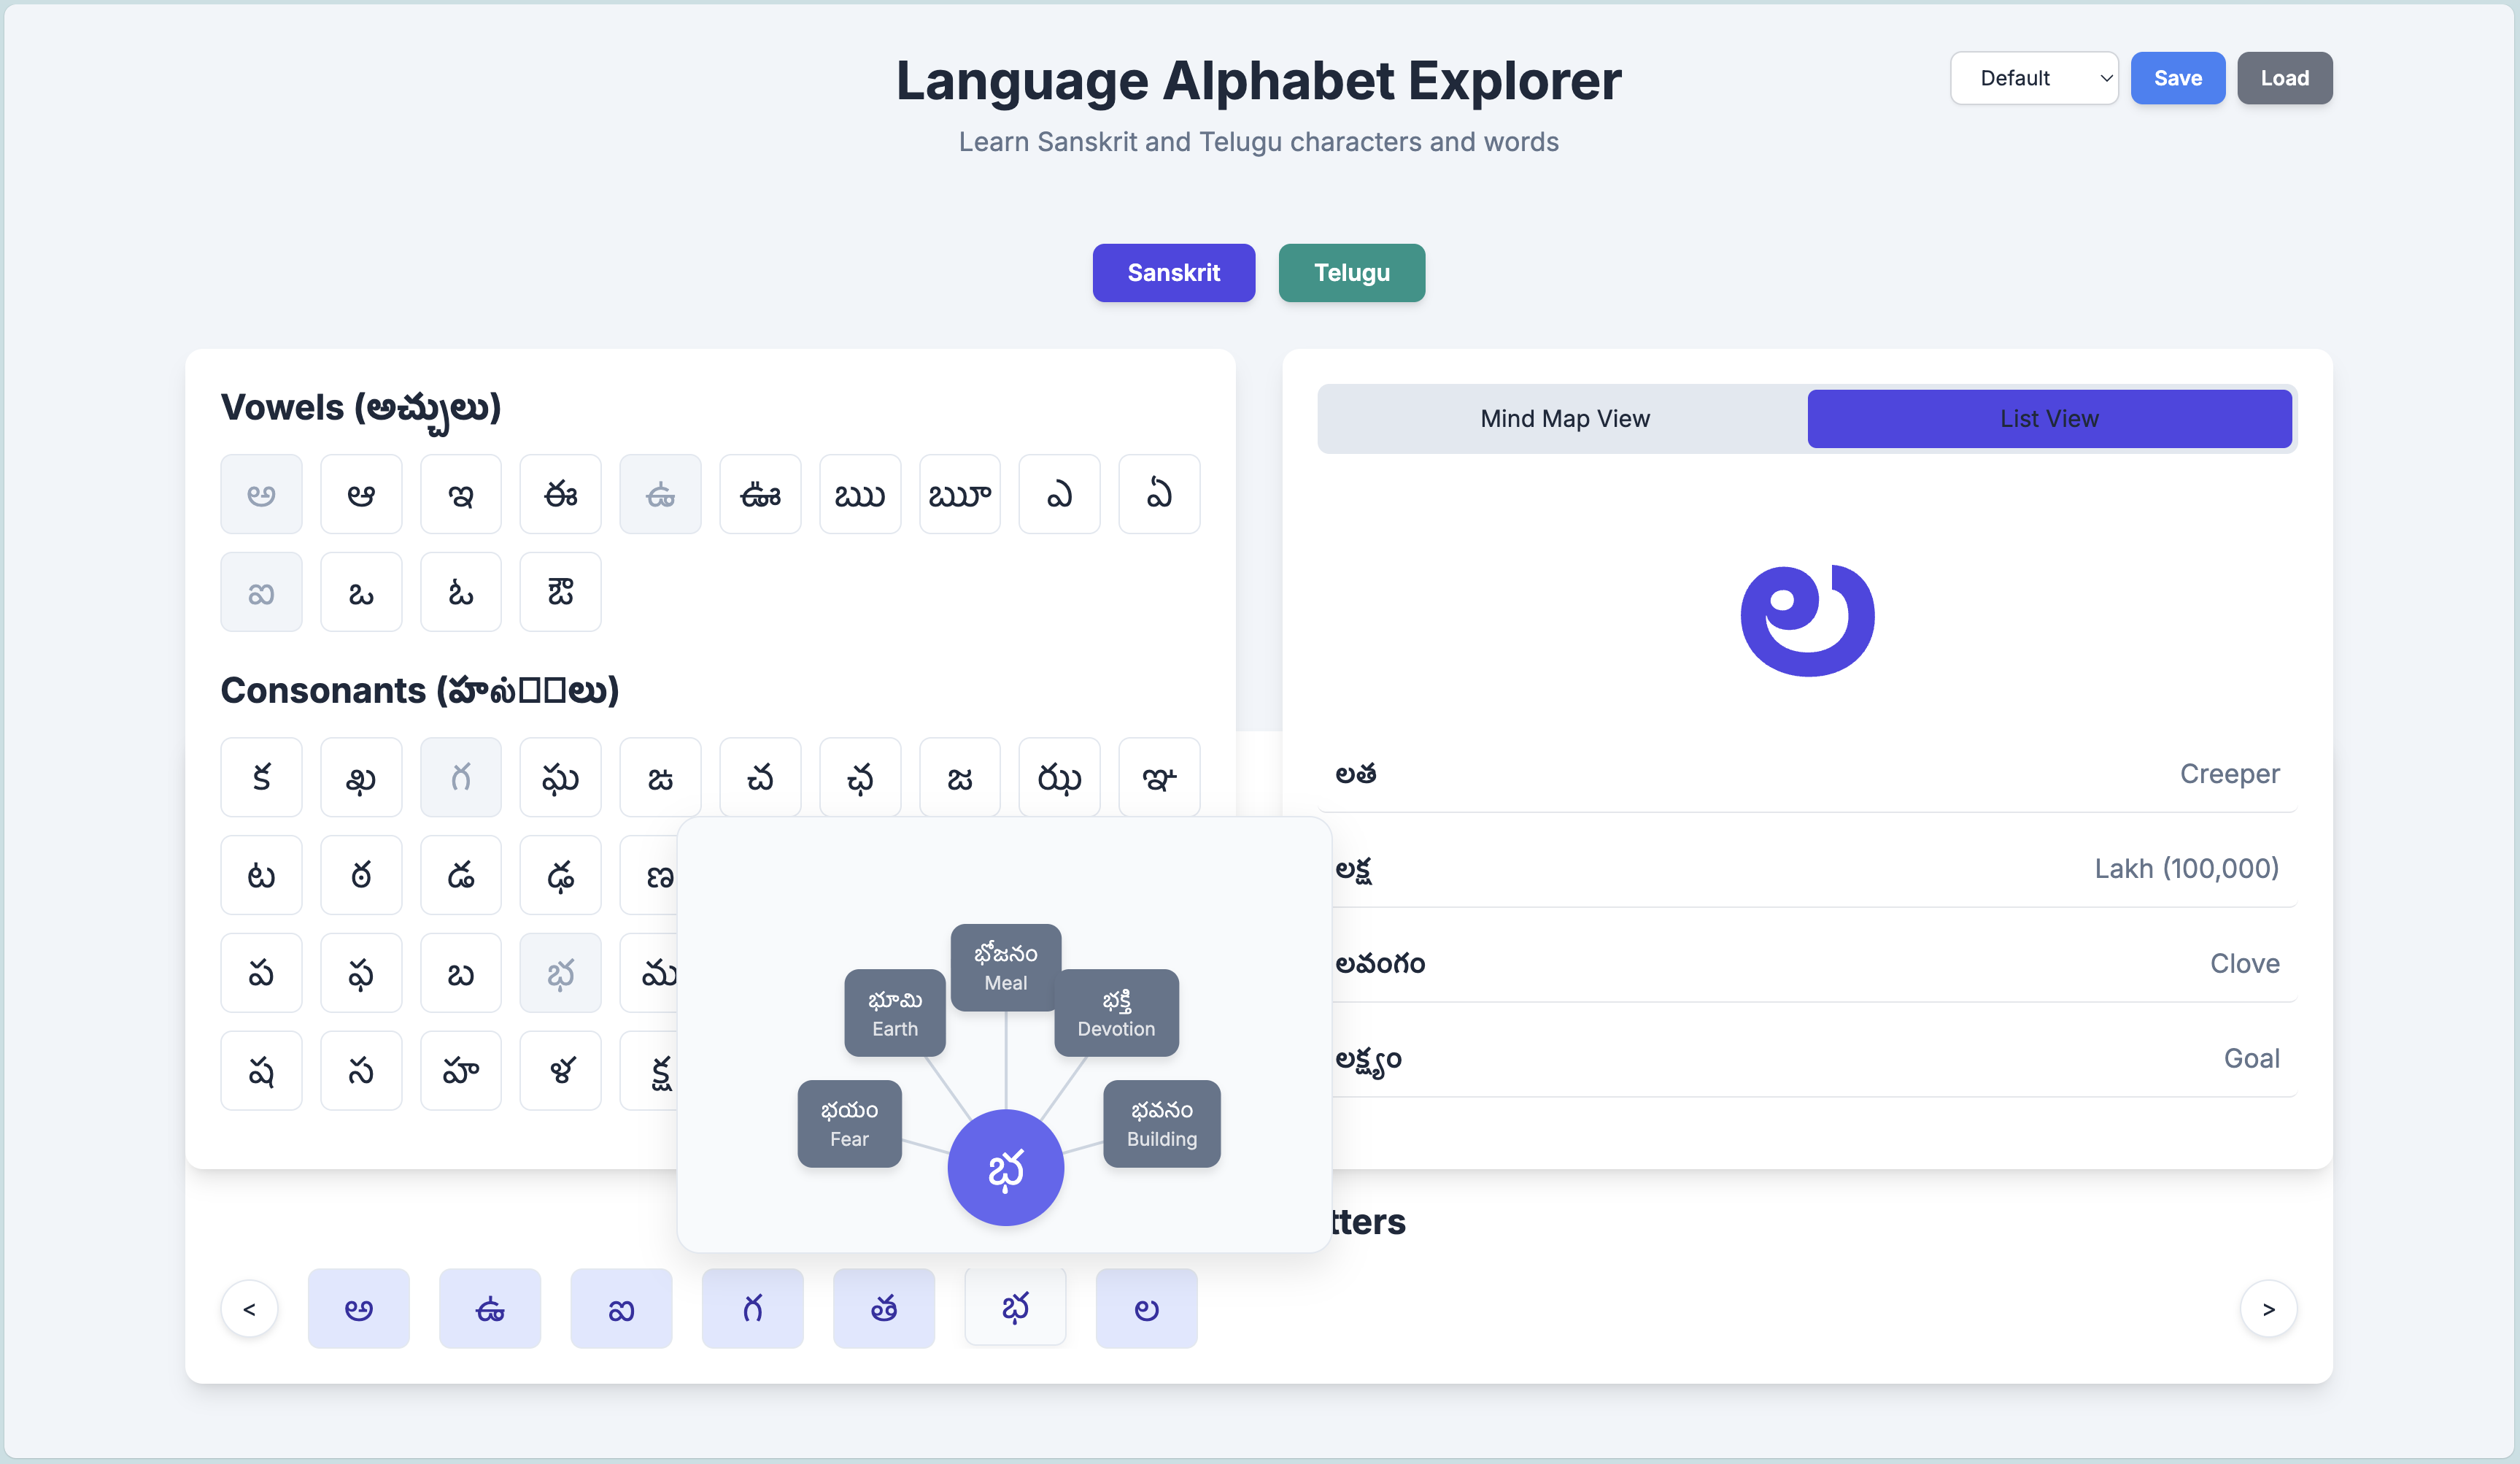 Language Alphabet Explorer
Learn Sanskrit and Telugu characters and words
Default
Save
Load
Sanskrit
Telugu
Vowels (అచ్చులు)
అ ఆ ఇ ఈ ఉ ఊ ఋ ౠ ఎ ఏ
ఐ ఒ ఓ ఔ
Consonants (హ లు)
క ఖ గ ఘ ఙ చ ఛ జ ఝ ఞ
ట ఠ డ ఢ ణ
ప ఫ బ భ మ
ష స హ ళ క్ష
Mind Map View
List View
ల
లత Creeper
లక్ష Lakh (100,000)
లవంగం Clove
లక్ష్యం Goal
భోజనం
Meal
భూమి
Earth
భక్తి
Devotion
భయం
Fear
భవనం
Building
భ
tters
< అ ఉ ఐ గ త భ ల >